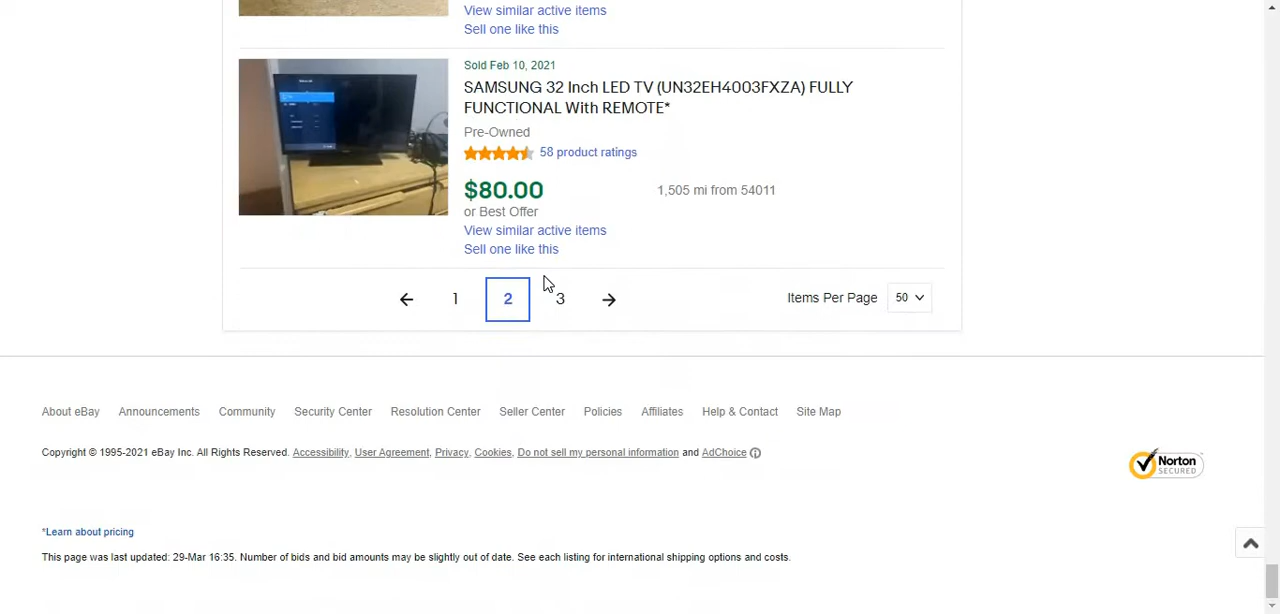 View similar active items
Sell one like this
Sold Feb 10, 2021
SAMSUNG 32 Inch LED TV (UN32EH4003FXZA) FULLY
FUNCTIONAL With REMOTE*
Pre-Owned
58 product ratings
$80.00
1,505 mi from 54011
or Best Offer
View similar active items
Sell one like this
1 2 3
Items Per Page 50
About eBay Announcements Community Security Center Resolution Center Seller Center Policies Affiliates Help & Contact Site Map
Copyright © 1995-2021 eBay Inc. All Rights Reserved. Accessibility, User Agreement, Privacy, Cookies, Do not sell my personal information and AdChoice
Norton
SECURED
*Learn about pricing
This page was last updated: 29-Mar 16:35. Number of bids and bid amounts may be slightly out of date. See each listing for international shipping options and costs.